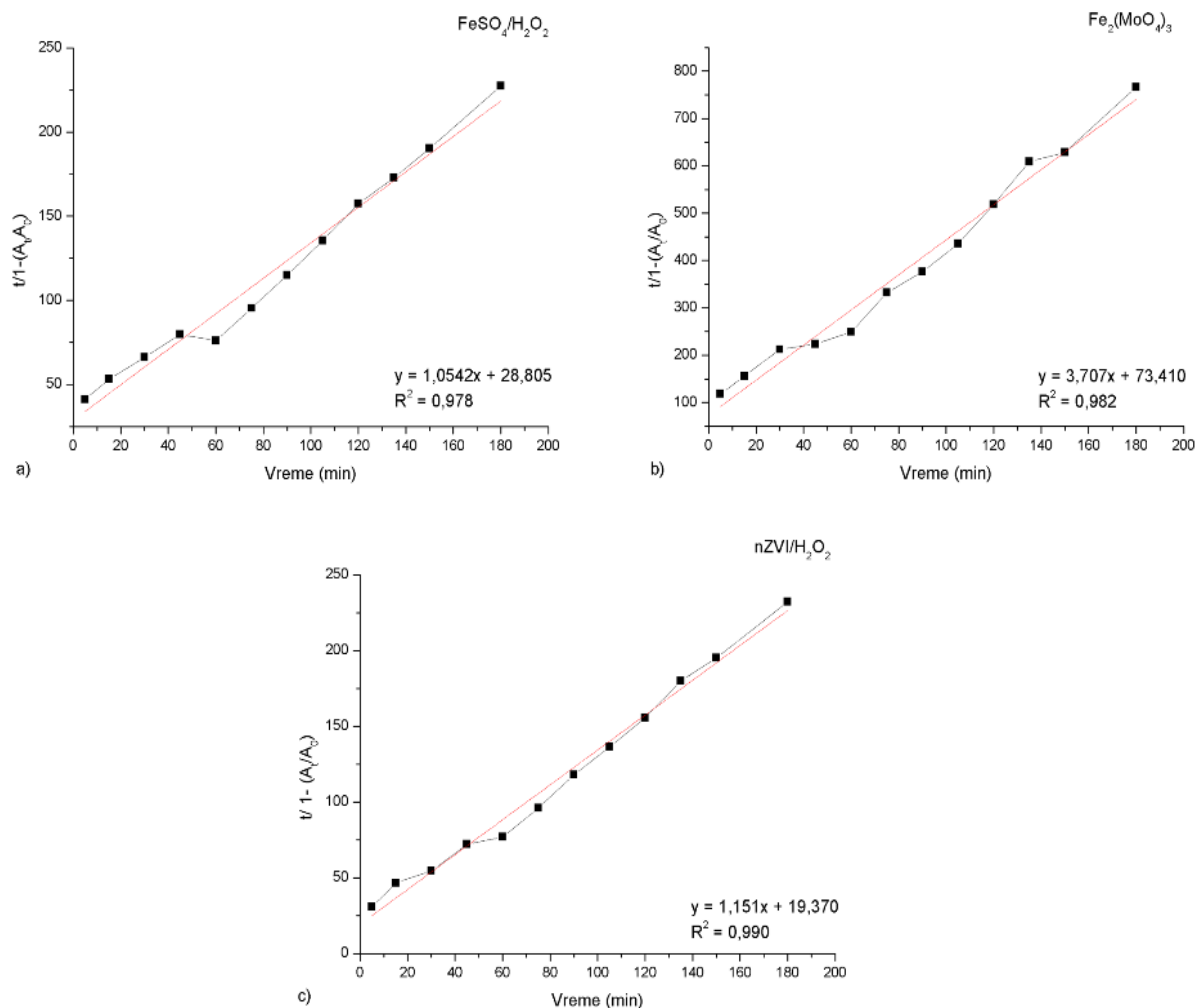 FeSO₄/H₂O₂
t/1-(Aₜ/A₀)
250
200
150
100
50
0 20 40 60 80 100 120 140 160 180 200
y = 1,0542x + 28,805
R² = 0,978
Vreme (min)
a)
Fe₂(MoO₄)₃
t/1-(Aₜ/A₀)
800
700
600
500
400
300
200
100
0 20 40 60 80 100 120 140 160 180 200
y = 3,707x + 73,410
R² = 0,982
Vreme (min)
b)
nZVI/H₂O₂
t/ 1- (Aₜ/A₀)
250
200
150
100
50
0
0 20 40 60 80 100 120 140 160 180 200
y = 1,151x + 19,370
R² = 0,990
Vreme (min)
c)